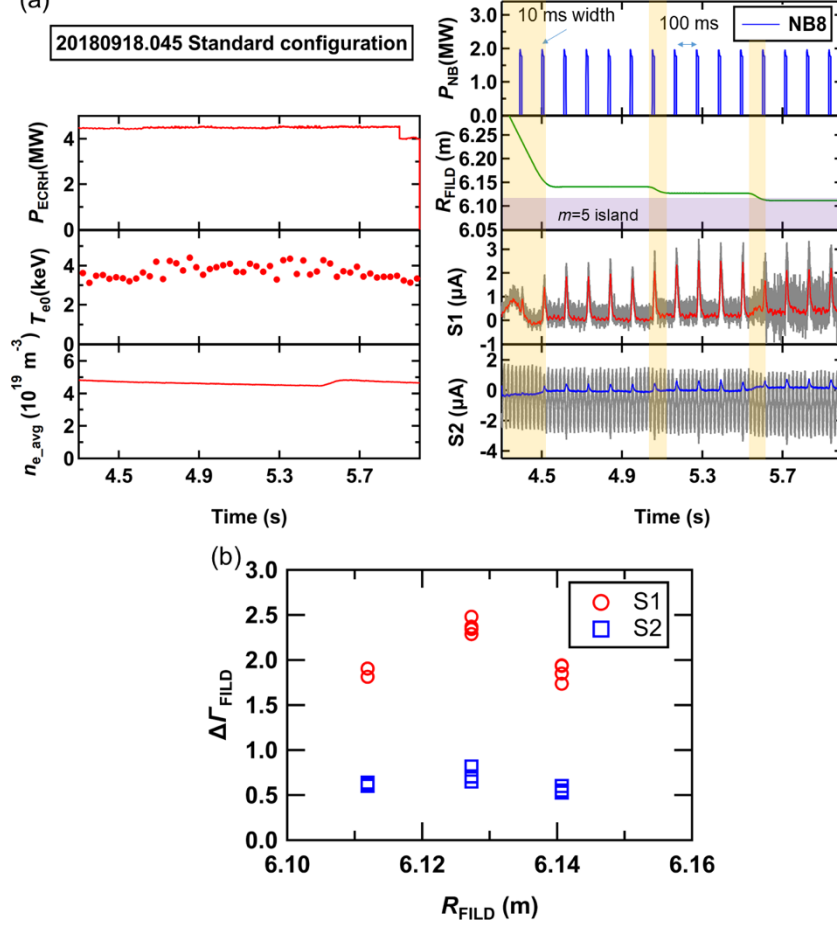 (a)
20180918.045 Standard configuration
P_ECRH(MW)
4
2
0
T_e0(keV)
6
4
2
0
n_e_avg (10^19 m^-3)
6
4
2
0
4.5 4.9 5.3 5.7
Time (s)
10 ms width
100 ms
NB8
P_NB(MW)
3.0
2.0
1.0
0.0
R_FILD (m)
6.25
6.20
6.15
6.10
6.05
m=5 island
S1 (μA)
4
3
2
1
0
-1
S2 (μA)
2
0
-2
-4
4.5 4.9 5.3 5.7
Time (s)
(b)
ΔΓ_FILD
3.0
2.5
2.0
1.5
1.0
0.5
0.0
S1
S2
6.10 6.12 6.14 6.16
R_FILD (m)